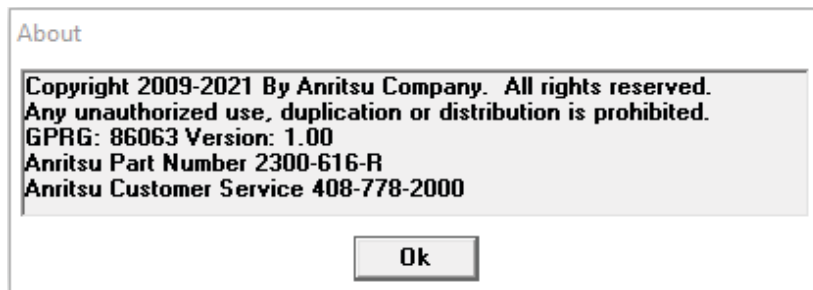 About
Copyright 2009-2021 By Anritsu Company.  All rights reserved.
Any unauthorized use, duplication or distribution is prohibited.
GPRG: 86063 Version: 1.00
Anritsu Part Number 2300-616-R
Anritsu Customer Service 408-778-2000
Ok